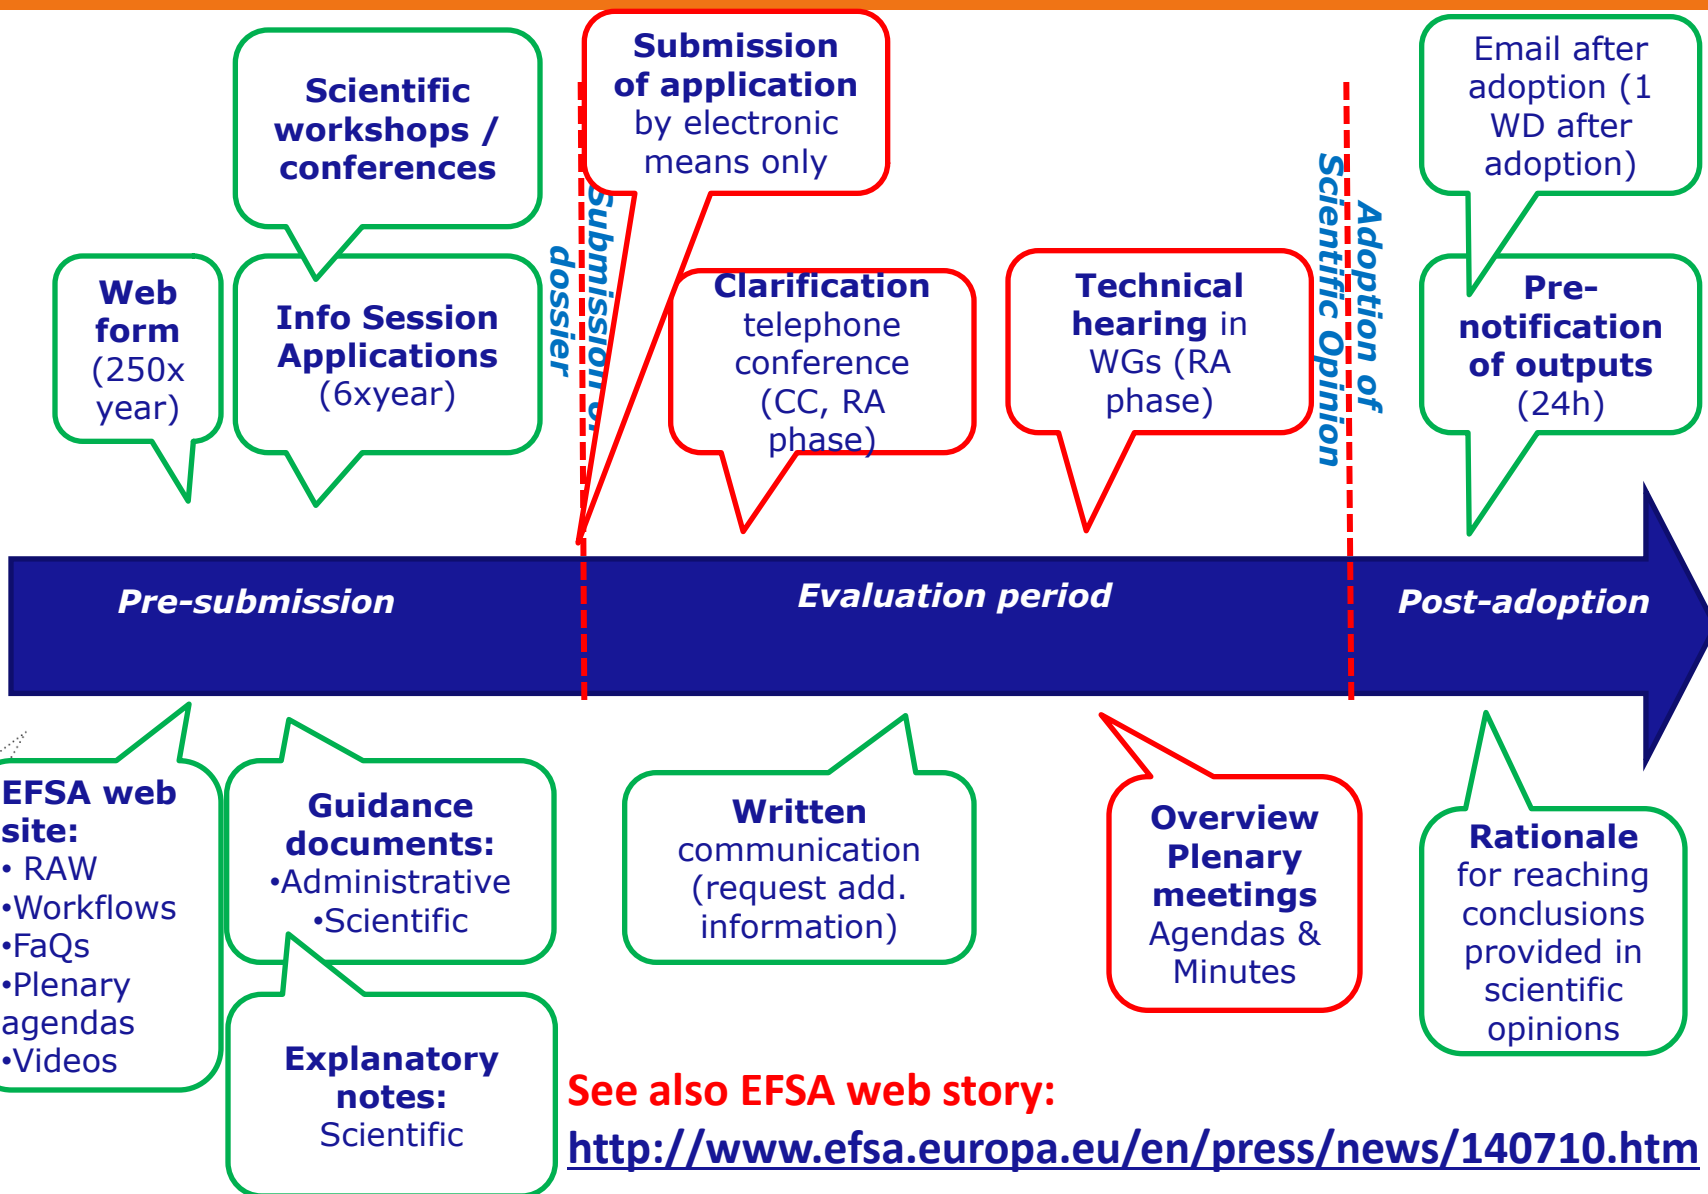 Scientific
workshops /
conferences
Submission
of application
by electronic
means only
Email after
adoption (1
WD after
adoption)
Web
form
(250x
year)
Info Session
Applications
(6xyear)
Submission of
dossier
Clarification
telephone
conference
(CC, RA
phase)
Technical
hearing in
WGs (RA
phase)
Adoption of
Scientific Opinion
Pre-
notification
of outputs
(24h)
Pre-submission
Evaluation period
Post-adoption
EFSA web
site:
• RAW
•Workflows
•FaQs
•Plenary
agendas
•Videos
Guidance
documents:
•Administrative
•Scientific
Explanatory
notes:
Scientific
Written
communication
(request add.
information)
Overview
Plenary
meetings
Agendas &
Minutes
Rationale
for reaching
conclusions
provided in
scientific
opinions
See also EFSA web story:
http://www.efsa.europa.eu/en/press/news/140710.htm